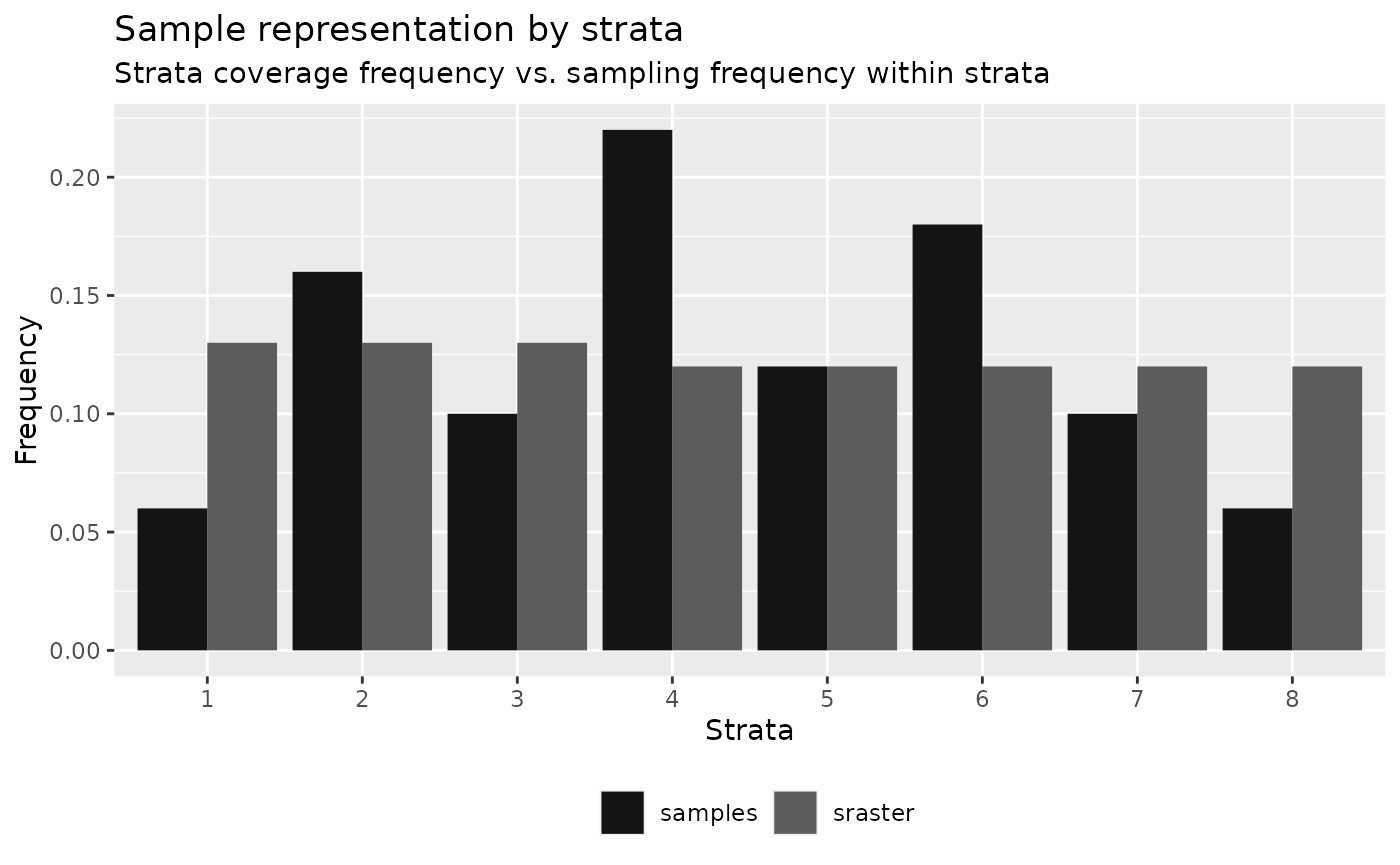 Sample representation by strata
Strata coverage frequency vs. sampling frequency within strata
Frequency
0.20
0.15
0.10
0.05
0.00
1 2 3 4 5 6 7 8
Strata
samples sraster